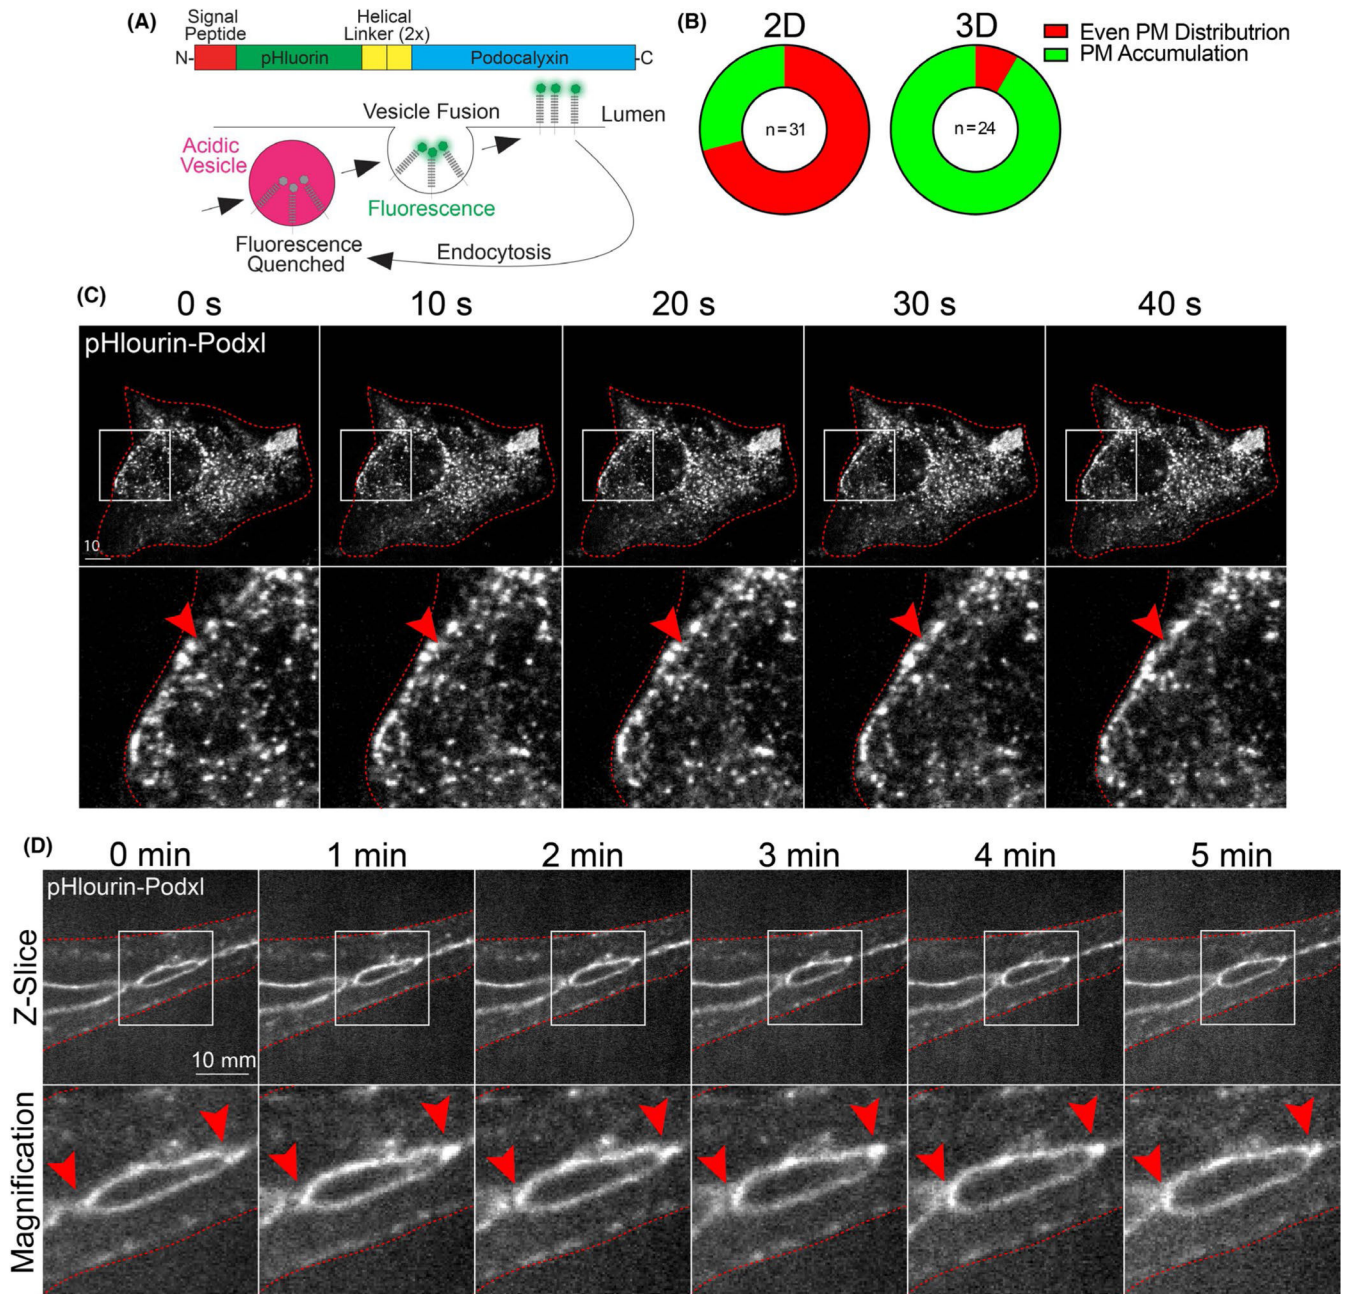 (A)
Signal
Peptide
Helical
Linker (2x)
N-
pHluorin
Podocalyxin
-C
Vesicle Fusion
Lumen
Acidic
Vesicle
Fluorescence
Fluorescence
Quenched
Endocytosis
(B)
2D
3D
Even PM Distribution
PM Accumulation
n=31
n=24
(C)
0 s
10 s
20 s
30 s
40 s
pHlourin-Podxl
10
(D)
0 min
1 min
2 min
3 min
4 min
5 min
pHlourin-Podxl
Z-Slice
10 mm
Magnification